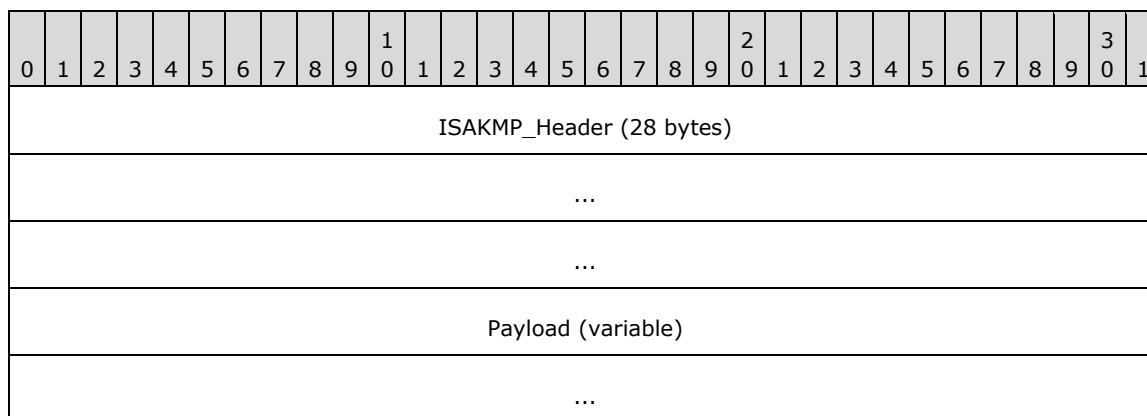 1 2 3
0 1 2 3 4 5 6 7 8 9 0 1 2 3 4 5 6 7 8 9 0 1 2 3 4 5 6 7 8 9 0 1
ISAKMP_Header (28 bytes)
...
...
Payload (variable)
...